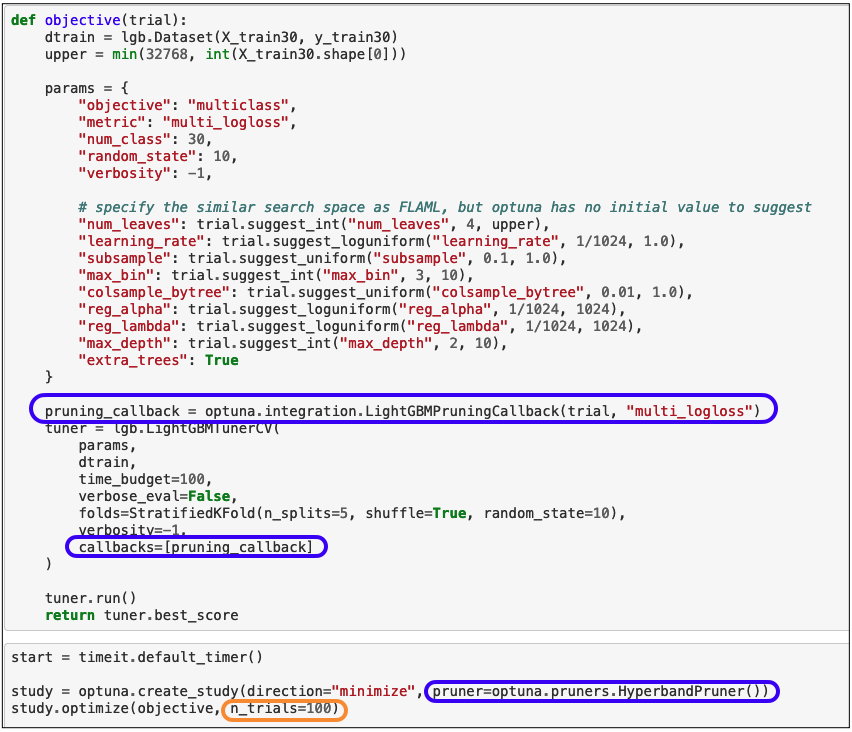 def objective(trial):
    dtrain = lgb.Dataset(X_train30, y_train30)
    upper = min(32768, int(X_train30.shape[0]))

    params = {
        "objective": "multiclass",
        "metric": "multi_logloss",
        "num_class": 30,
        "random_state": 10,
        "verbosity": -1,

        # specify the similar search space as FLAML, but optuna has no initial value to suggest
        "num_leaves": trial.suggest_int("num_leaves", 4, upper),
        "learning_rate": trial.suggest_loguniform("learning_rate", 1/1024, 1.0),
        "subsample": trial.suggest_uniform("subsample", 0.1, 1.0),
        "max_bin": trial.suggest_int("max_bin", 3, 10),
        "colsample_bytree": trial.suggest_uniform("colsample_bytree", 0.01, 1.0),
        "reg_alpha": trial.suggest_loguniform("reg_alpha", 1/1024, 1024),
        "reg_lambda": trial.suggest_loguniform("reg_lambda", 1/1024, 1024),
        "max_depth": trial.suggest_int("max_depth", 2, 10),
        "extra_trees": True
    }

    pruning_callback = optuna.integration.LightGBMPruningCallback(trial, "multi_logloss")
    tuner = lgb.LightGBMTunerCV(
        params,
        dtrain,
        time_budget=100,
        verbose_eval=False,
        folds=StratifiedKFold(n_splits=5, shuffle=True, random_state=10),
        verbosity=-1,
        callbacks=[pruning_callback]
    )

    tuner.run()
    return tuner.best_score

start = timeit.default_timer()

study = optuna.create_study(direction="minimize", pruner=optuna.pruners.HyperbandPruner())
study.optimize(objective, n_trials=100)